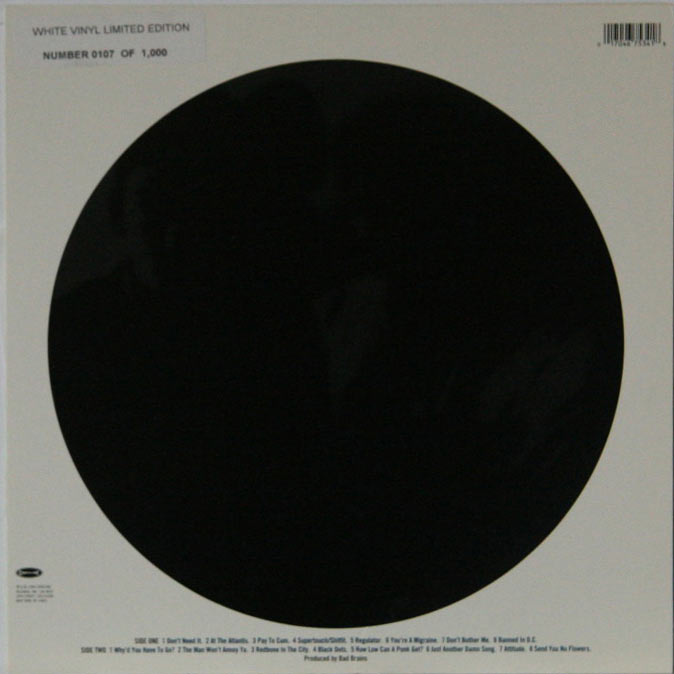 WHITE VINYL LIMITED EDITION
NUMBER 0107 OF 1,000
SIDE ONE 1 Don't Need It. 2 At The Atlantis. 3 Pay To Cum. 4 Supertouch/Shitfit. 5 Regulator. 6 You're A Migraine. 7 Don't Bother Me. 8 Banned In D.C.
SIDE TWO 1 Why'd You Have To Go? 2 The Man Won't Annoy Ya. 3 Redbone In The City. 4 Black Dots. 5 How Low Can A Punk Get? 6 Just Another Damn Song. 7 Attitude. 8 Send You No Flowers.
Produced by Bad Brains